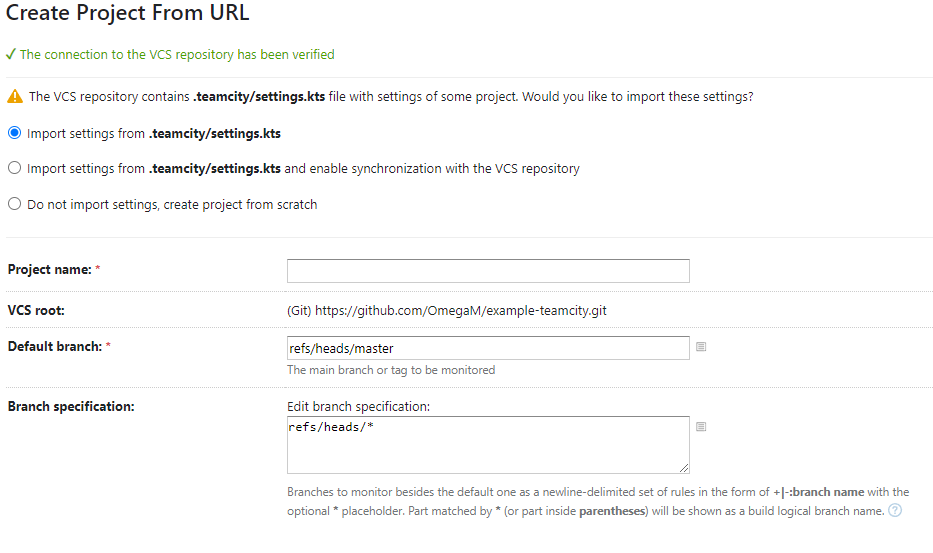 Create Project From URL
The connection to the VCS repository has been verified
The VCS repository contains .teamcity/settings.kts file with settings of some project. Would you like to import these settings?
Import settings from .teamcity/settings.kts
Import settings from .teamcity/settings.kts and enable synchronization with the VCS repository
Do not import settings, create project from scratch
Project name: *
VCS root: (Git) https://github.com/OmegaM/example-teamcity.git
Default branch: * refs/heads/master
The main branch or tag to be monitored
Branch specification: Edit branch specification:
refs/heads/*
Branches to monitor besides the default one as a newline-delimited set of rules in the form of +|-:branch name with the
optional * placeholder. Part matched by * (or part inside parentheses) will be shown as a build logical branch name. ?